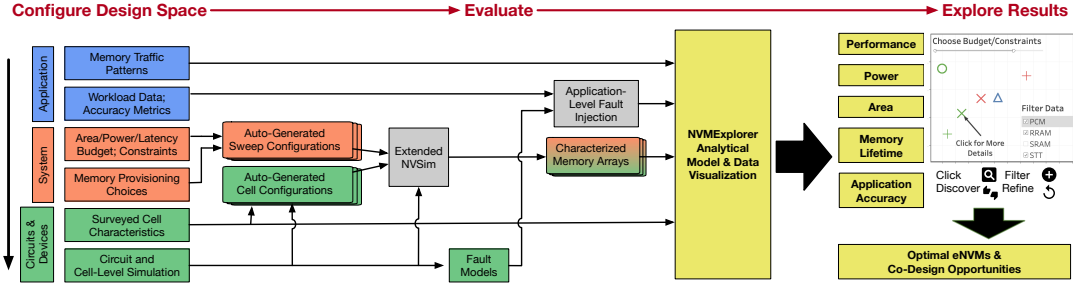 Configure Design Space
Evaluate
Explore Results
Application
Memory Traffic
Patterns
Workload Data;
Accuracy Metrics
System
Area/Power/Latency
Budget; Constraints
Memory Provisioning
Choices
Circuits &
Devices
Surveyed Cell
Characteristics
Circuit and
Cell-Level Simulation
Auto-Generated
Sweep Configurations
Auto-Generated
Cell Configurations
Extended
NVSim
Fault
Models
Application-
Level Fault
Injection
Characterized
Memory Arrays
NVMExplorer
Analytical
Model & Data
Visualization
Performance
Power
Area
Memory
Lifetime
Application
Accuracy
Choose Budget/Constraints
Filter Data
PCM
RRAM
SRAM
STT
Click for More
Details
Click
Discover
Filter
Refine
Optimal eNVMs &
Co-Design Opportunities